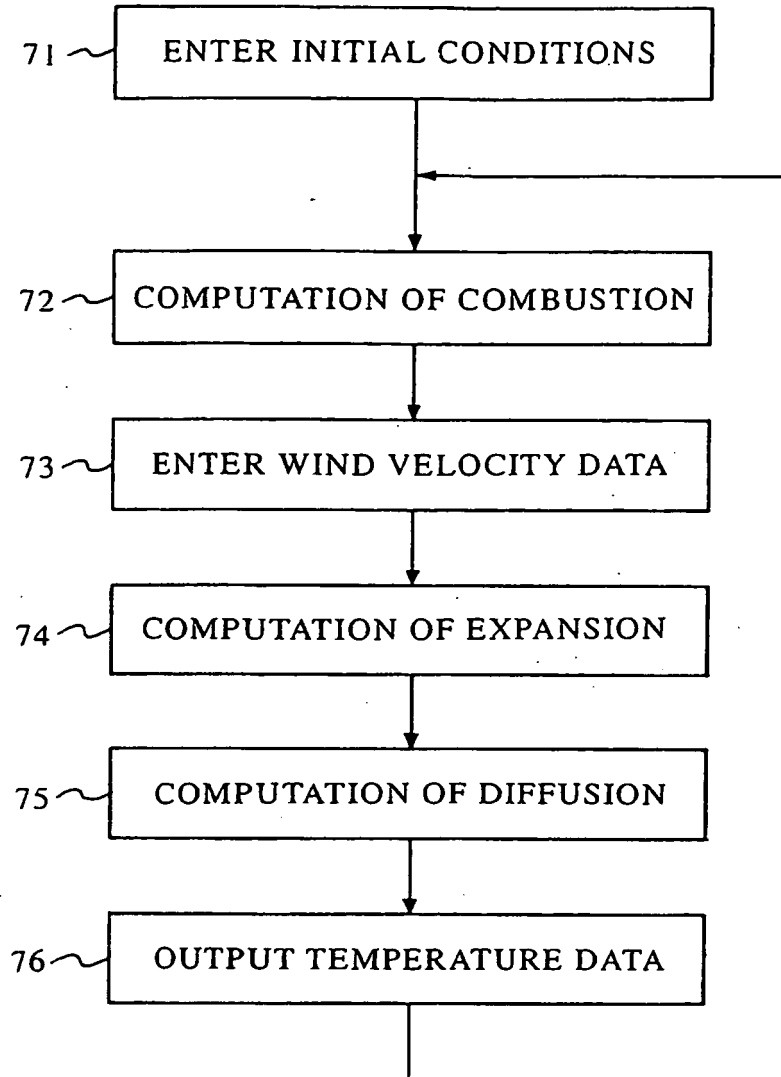 71 ENTER INITIAL CONDITIONS
72 COMPUTATION OF COMBUSTION
73 ENTER WIND VELOCITY DATA
74 COMPUTATION OF EXPANSION
75 COMPUTATION OF DIFFUSION
76 OUTPUT TEMPERATURE DATA